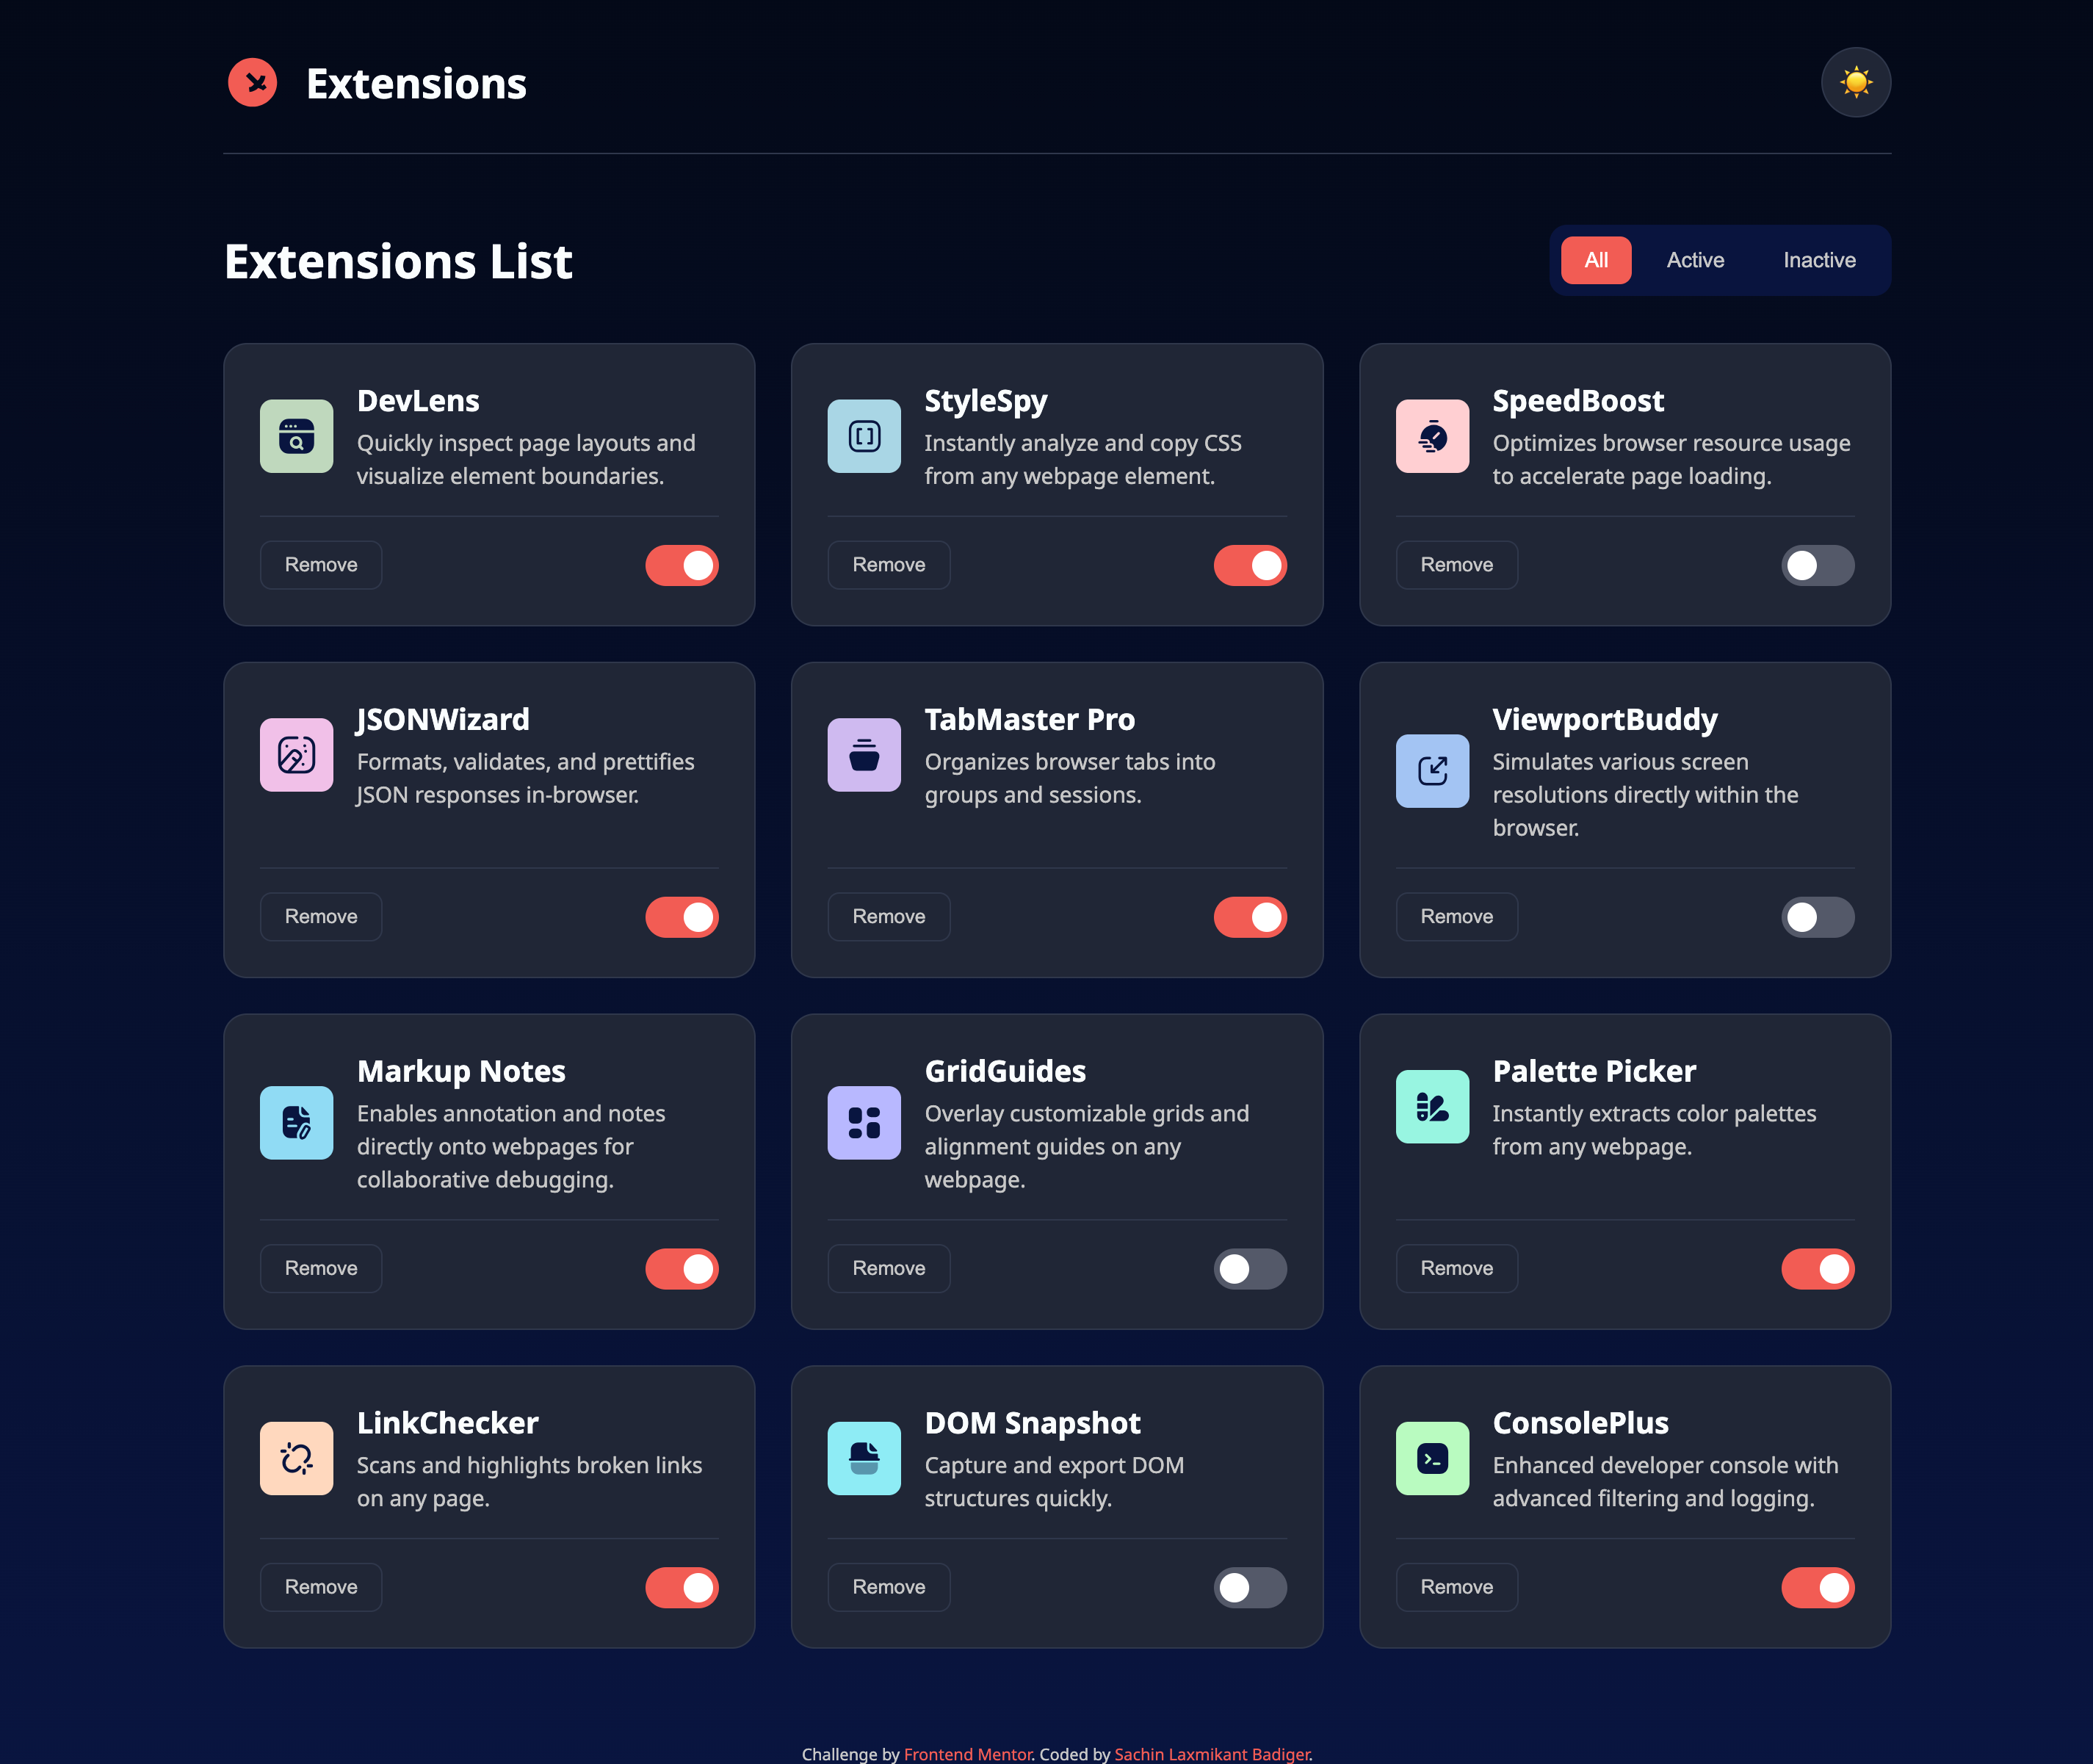 Extensions
Extensions List
All
Active
Inactive
DevLens
Quickly inspect page layouts and
visualize element boundaries.
Remove
StyleSpy
Instantly analyze and copy CSS
from any webpage element.
Remove
SpeedBoost
Optimizes browser resource usage
to accelerate page loading.
Remove
JSONWizard
Formats, validates, and prettifies
JSON responses in-browser.
Remove
TabMaster Pro
Organizes browser tabs into
groups and sessions.
Remove
ViewportBuddy
Simulates various screen
resolutions directly within the
browser.
Remove
Markup Notes
Enables annotation and notes
directly onto webpages for
collaborative debugging.
Remove
GridGuides
Overlay customizable grids and
alignment guides on any
webpage.
Remove
Palette Picker
Instantly extracts color palettes
from any webpage.
Remove
LinkChecker
Scans and highlights broken links
on any page.
Remove
DOM Snapshot
Capture and export DOM
structures quickly.
Remove
ConsolePlus
Enhanced developer console with
advanced filtering and logging.
Remove
Challenge by Frontend Mentor. Coded by Sachin Laxmikant Badiger.